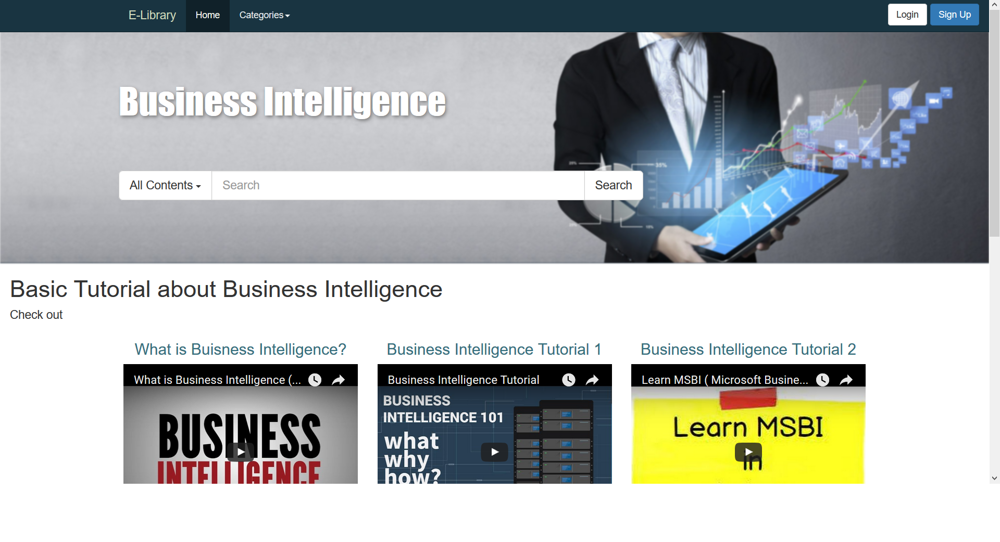 E-Library Home Categories Login Sign Up
Business Intelligence
All Contents Search Search
35%
Basic Tutorial about Business Intelligence
Check out
What is Buisness Intelligence? Business Intelligence Tutorial 1 Business Intelligence Tutorial 2
What is Business Intelligence (... Business Intelligence Tutorial Learn MSBI ( Microsoft Busine...
BUSINESS
INTELLIGENCE
BUSINESS
INTELLIGENCE 101
what
why
how?
Learn MSBI
in